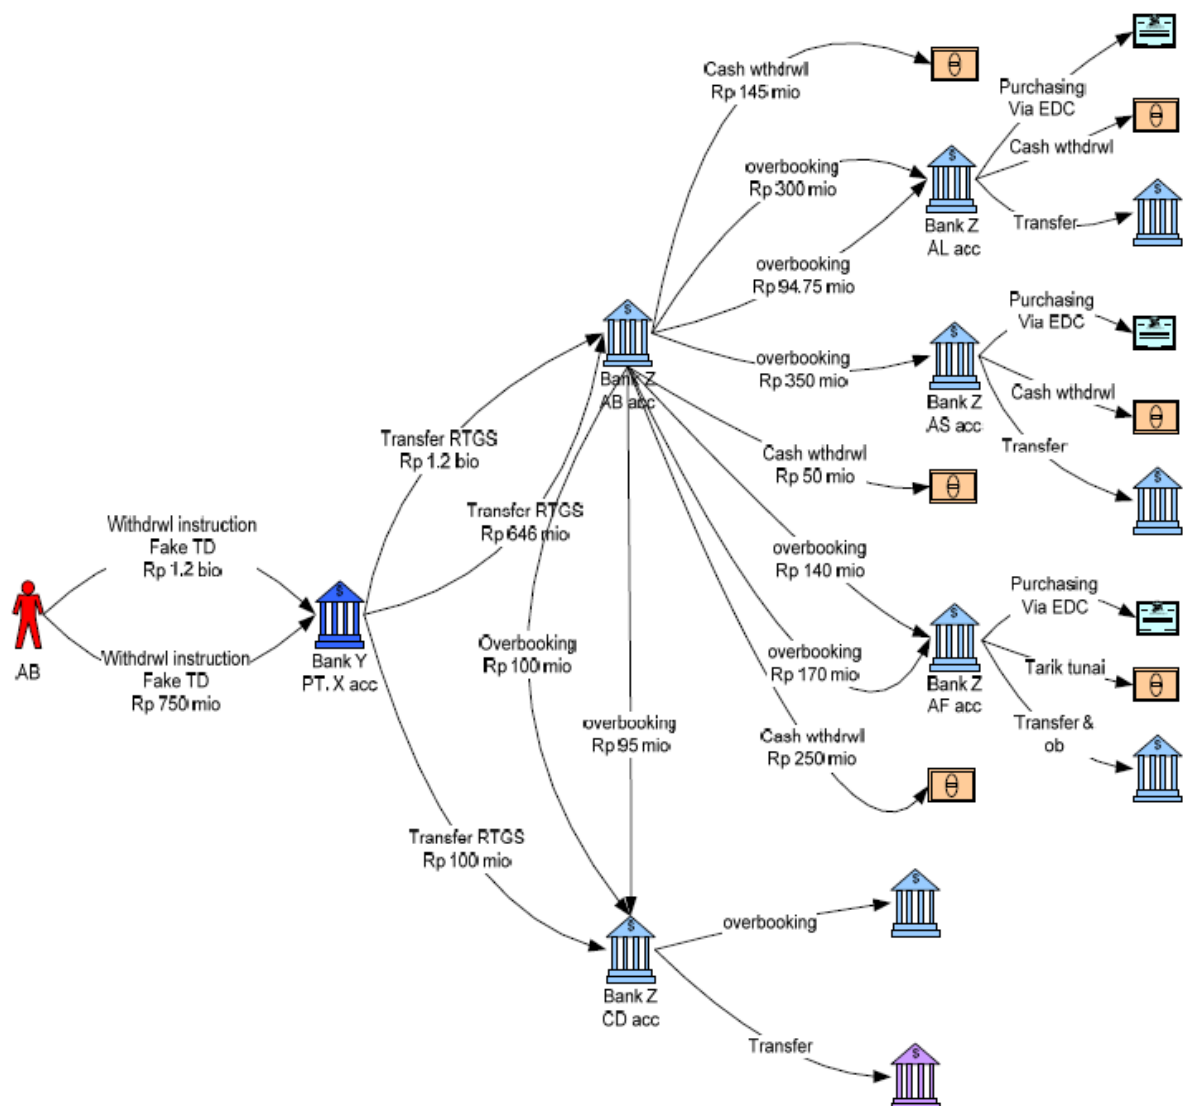 Cash wthdrwl
Rp 145 mio
Purchasing
Via EDC
Cash wthdrwl
overbooking
Rp 300 mio
Transfer
Bank Z
AL acc
overbooking
Rp 94.75 mio
Purchasing
Via EDC
overbooking
Rp 350 mio
Bank Z
AB acc
Cash wthdrwl
Bank Z
AS acc
Transfer RTGS
Rp 1.2 bio
Cash wthdrwl
Rp 50 mio
Transfer
Transfer RTGS
Rp 646 mio
Withdrwl instruction
Fake TD
Rp 1.2 bio
overbooking
Rp 140 mio
Purchasing
Via EDC
AB
Bank Y
PT. X acc
Withdrwl instruction
Fake TD
Rp 750 mio
Overbooking
Rp 100 mio
overbooking
Rp 170 mio
Bank Z
AF acc
Tarik tunai
overbooking
Rp 95 mio
Cash wthdrwl
Rp 250 mio
Transfer &
ob
Transfer RTGS
Rp 100 mio
overbooking
Bank Z
CD acc
Transfer